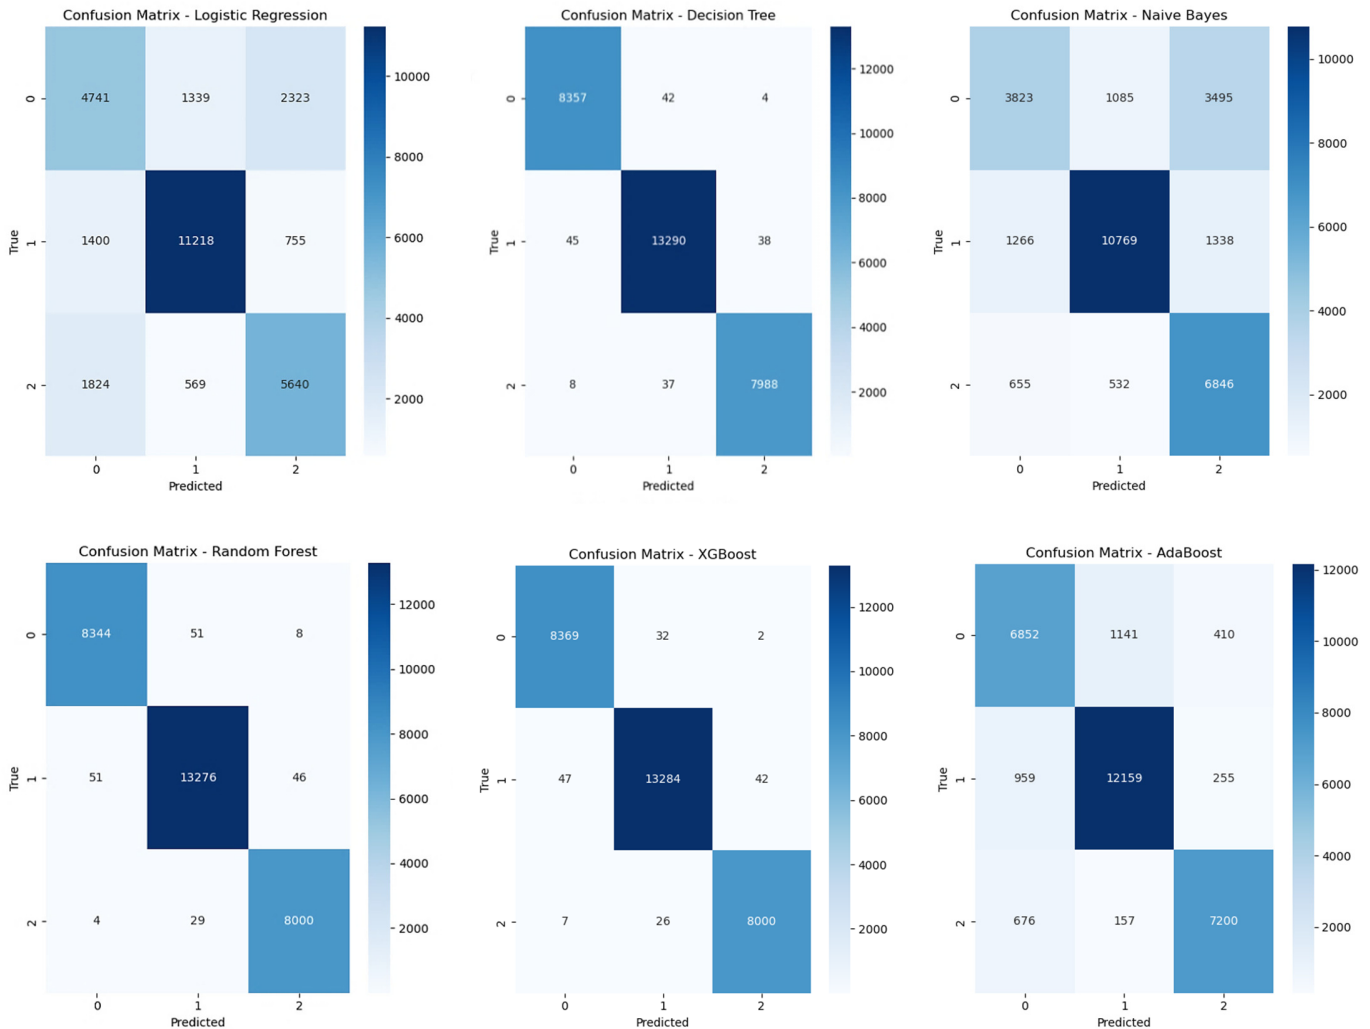 Confusion Matrix - Logistic Regression
0
4741 1339 2323
True
1
1400 11218 755
2
1824 569 5640
0 1 2
Predicted
10000
8000
6000
4000
2000
Confusion Matrix - Decision Tree
0
8357 42 4
True
1
45 13290 38
2
8 37 7988
0 1 2
Predicted
12000
10000
8000
6000
4000
2000
Confusion Matrix - Naive Bayes
0
3823 1085 3495
True
1
1266 10769 1338
2
655 532 6846
0 1 2
Predicted
10000
8000
6000
4000
2000
Confusion Matrix - Random Forest
0
8344 51 8
True
1
51 13276 46
2
4 29 8000
0 1 2
Predicted
12000
10000
8000
6000
4000
2000
Confusion Matrix - XGBoost
0
8369 32 2
True
1
47 13284 42
2
7 26 8000
0 1 2
Predicted
12000
10000
8000
6000
4000
2000
Confusion Matrix - AdaBoost
0
6852 1141 410
True
1
959 12159 255
2
676 157 7200
0 1 2
Predicted
12000
10000
8000
6000
4000
2000